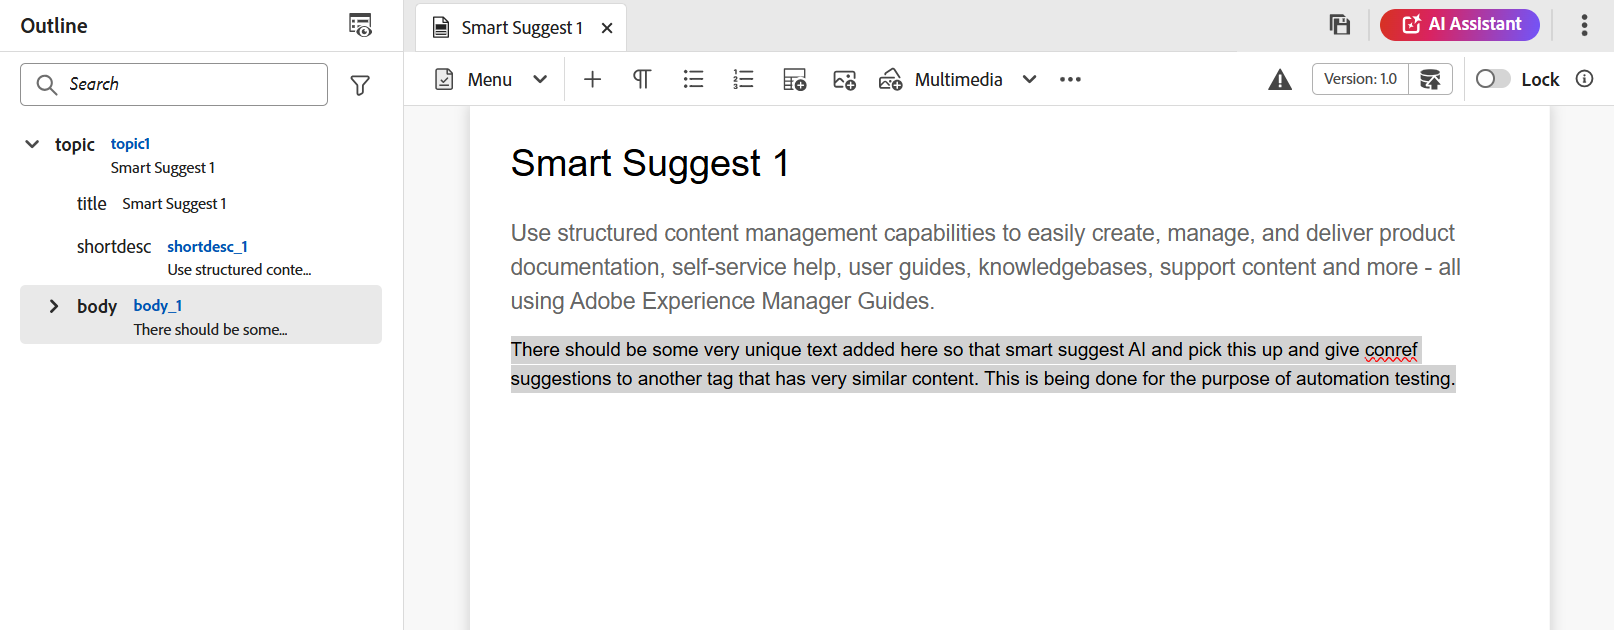 Outline
Search
topic topic1
Smart Suggest 1
title Smart Suggest 1
shortdesc shortdesc_1
Use structured conte...
body body_1
There should be some...
Smart Suggest 1
AI Assistant
Menu
Multimedia
Version: 1.0
Lock
Smart Suggest 1
Use structured content management capabilities to easily create, manage, and deliver product
documentation, self-service help, user guides, knowledgebases, support content and more - all
using Adobe Experience Manager Guides.
There should be some very unique text added here so that smart suggest AI and pick this up and give conref
suggestions to another tag that has very similar content. This is being done for the purpose of automation testing.